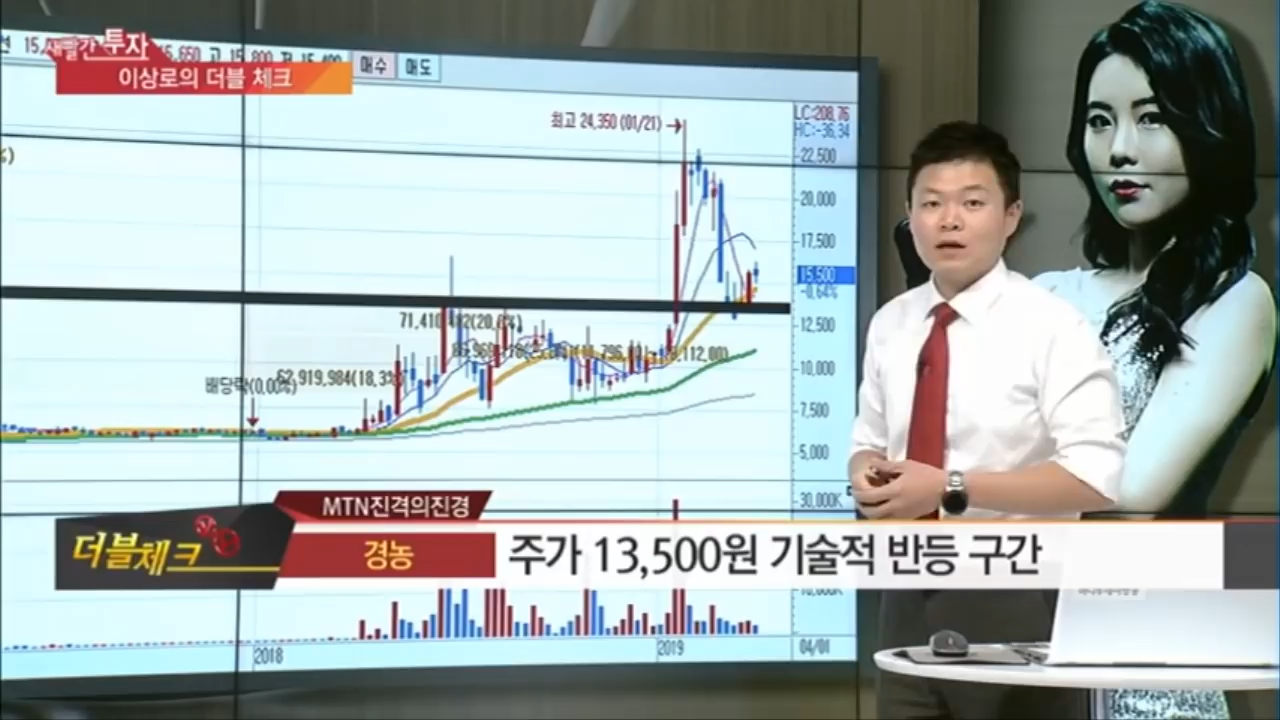 새빨간 투자
이상로의 더블 체크
매수 매도
최고 24,350 (01/21)
LC:208.76
HC:-36.34
22,500
20,000
17,500
15,500
-0.64%
12,500
10,000
7,500
5,000
30,000K
62,919,984(18.3%)
배당락(0.00%)
MTN진격의진경
더블체크
경농
주가 13,500원 기술적 반등 구간
2018
2019
04/01